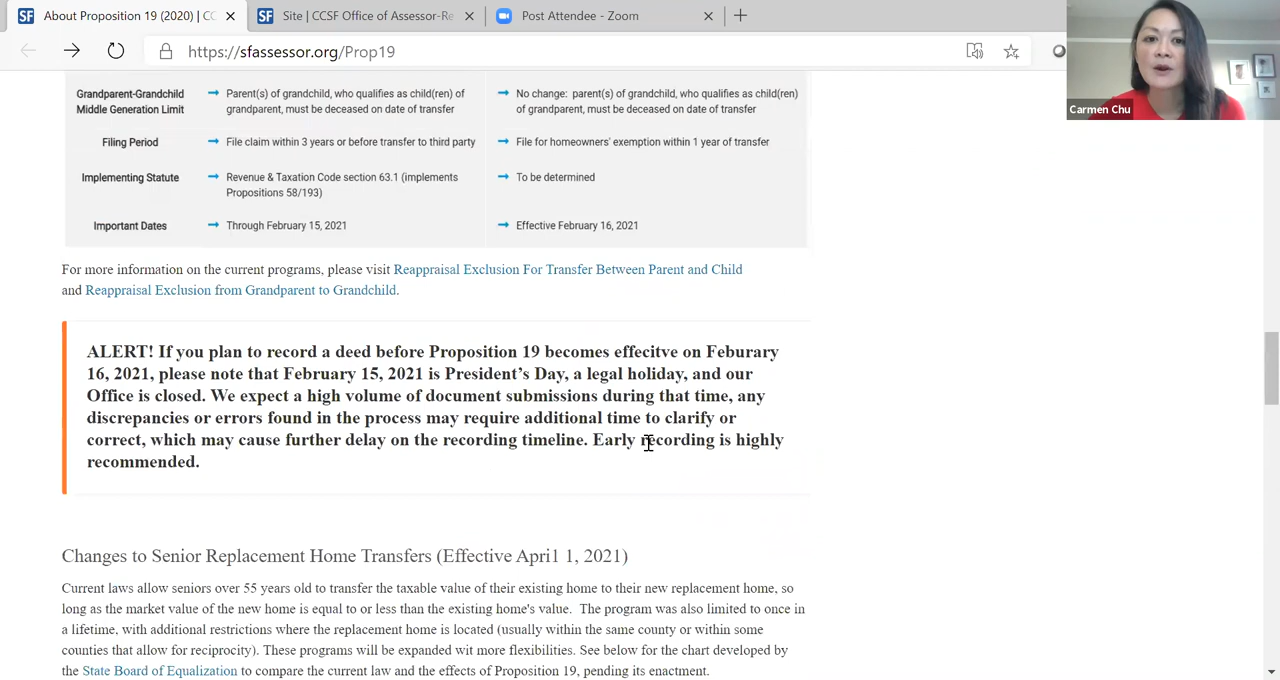 About Proposition 19 (2020) | CC
Site | CCSF Office of Assessor-Re
Post Attendee - Zoom
https://sfassessor.org/Prop19
Carmen Chu
Grandparent-Grandchild Middle Generation Limit
Parent(s) of grandchild, who qualifies as child(ren) of
grandparent, must be deceased on date of transfer
No change: parent(s) of grandchild, who qualifies as child(ren)
of grandparent, must be deceased on date of transfer
Filing Period
File claim within 3 years or before transfer to third party
File for homeowners' exemption within 1 year of transfer
Implementing Statute
Revenue & Taxation Code section 63.1 (implements
Propositions 58/193)
To be determined
Important Dates
Through February 15, 2021
Effective February 16, 2021
For more information on the current programs, please visit Reappraisal Exclusion For Transfer Between Parent and Child
and Reappraisal Exclusion from Grandparent to Grandchild.
ALERT! If you plan to record a deed before Proposition 19 becomes effecitve on Feburary
16, 2021, please note that February 15, 2021 is President's Day, a legal holiday, and our
Office is closed. We expect a high volume of document submissions during that time, any
discrepancies or errors found in the process may require additional time to clarify or
correct, which may cause further delay on the recording timeline. Early recording is highly
recommended.
Changes to Senior Replacement Home Transfers (Effective April 1, 2021)
Current laws allow seniors over 55 years old to transfer the taxable value of their existing home to their new replacement home, so
long as the market value of the new home is equal to or less than the existing home's value. The program was also limited to once in
a lifetime, with additional restrictions where the replacement home is located (usually within the same county or within some
counties that allow for reciprocity). These programs will be expanded wit more flexibilities. See below for the chart developed by
the State Board of Equalization to compare the current law and the effects of Proposition 19, pending its enactment.